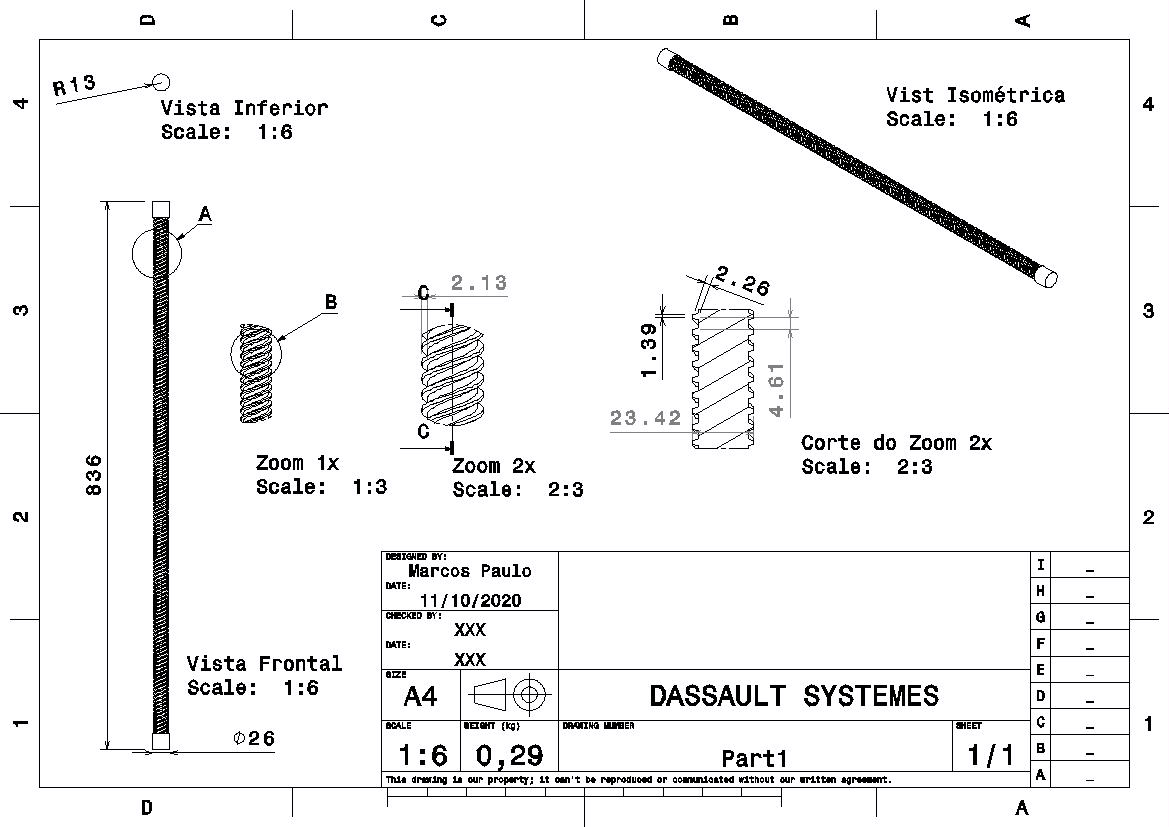 D C B A
4
4
R13
Vista Inferior
Scale: 1:6
Vist Isométrica
Scale: 1:6
A
3
3
B
C
2.13
2.26
1.39
4.61
23.42
C
836
Zoom 1x
Scale: 1:3
Zoom 2x
Scale: 2:3
Corte do Zoom 2x
Scale: 2:3
2
2
Vista Frontal
Scale: 1:6
1
1
Φ26
DESIGNED BY:
Marcos Paulo
DATE:
11/10/2020
CHECKED BY:
XXX
DATE:
XXX
SIZE
A4
DASSAULT SYSTEMES
SCALE
1:6
WEIGHT (kg)
0,29
DRAWING NUMBER
Part1
SHEET
1/1
This drawing is our property; it can't be reproduced or communicated without our written agreement.
I _
H _
G _
F _
E _
D _
C _
B _
A _
D A